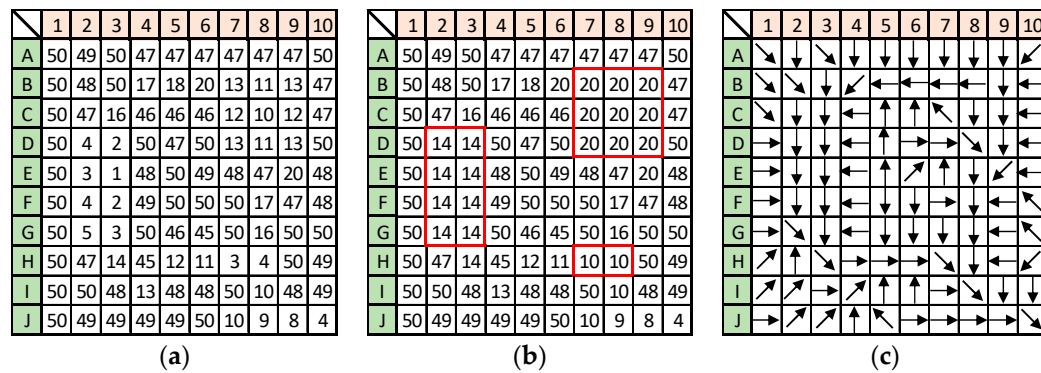 1 2 3 4 5 6 7 8 9 10 1 2 3 4 5 6 7 8 9 10 1 2 3 4 5 6 7 8 9 10
A 50 49 50 47 47 47 47 47 47 50 A 50 49 50 47 47 47 47 47 47 50 A
B 50 48 50 17 18 20 13 11 13 47 B 50 48 50 17 18 20 20 20 20 47 B
C 50 47 16 46 46 46 12 10 12 47 C 50 47 16 46 46 46 20 20 20 47 C
D 50 4 2 50 47 50 13 11 13 50 D 50 14 14 50 47 50 20 20 20 50 D
E 50 3 1 48 50 49 48 47 20 48 E 50 14 14 48 50 49 48 47 20 48 E
F 50 4 2 49 50 50 50 17 47 48 F 50 14 14 49 50 50 50 17 47 48 F
G 50 5 3 50 46 45 50 16 50 50 G 50 14 14 50 46 45 50 16 50 50 G
H 50 47 14 45 12 11 3 4 50 49 H 50 47 14 45 12 11 10 10 50 49 H
I 50 50 48 13 48 48 50 10 48 49 I 50 50 48 13 48 48 50 10 48 49 I
J 50 49 49 49 49 50 10 9 8 4 J 50 49 49 49 49 50 10 9 8 4 J
(a) (b) (c)